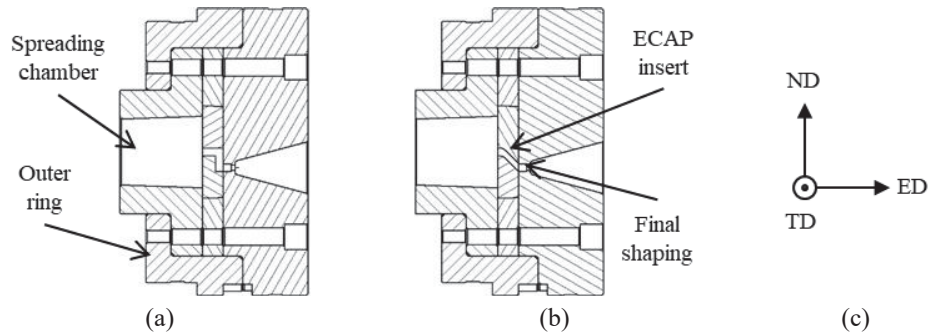 Spreading
chamber
Outer
ring
(a)
ECAP
insert
Final
shaping
(b)
ND
ED
TD
(c)